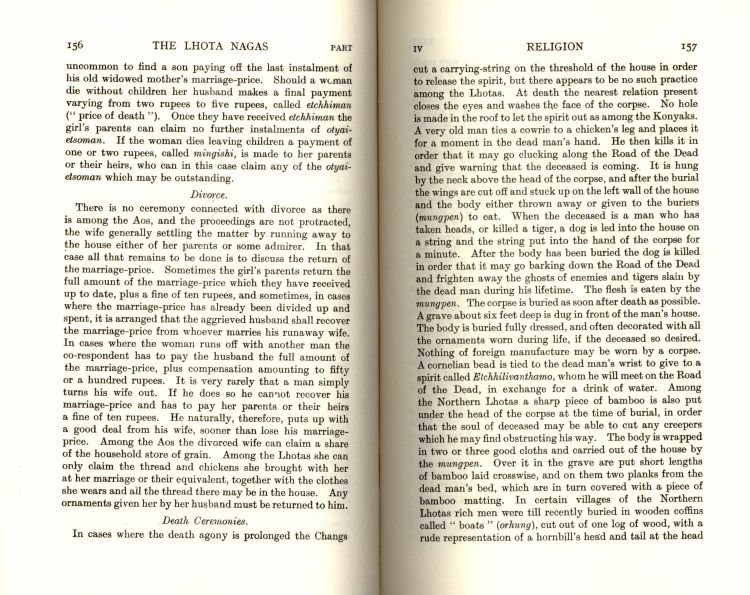 156 THE LHOTA NAGAS PART
uncommon to find a son paying off the last instalment of
his old widowed mother's marriage-price. Should a woman
die without children her husband makes a final payment
varying from two rupees to five rupees, called etchhiman
(" price of death "). Once they have received etchhiman the
girl's parents can claim no further instalments of otyai-
etsoman. If the woman dies leaving children a payment of
one or two rupees, called mingishi, is made to her parents
or their heirs, who can in this case claim any of the otyai-
etsoman which may be outstanding.
Divorce.
There is no ceremony connected with divorce as there
is among the Aos, and the proceedings are not protracted,
the wife generally settling the matter by running away to
the house either of her parents or some admirer. In that
case all that remains to be done is to discuss the return of
the marriage-price. Sometimes the girl's parents return the
full amount of the marriage-price which they have received
up to date, plus a fine of ten rupees, and sometimes, in cases
where the marriage-price has already been divided up and
spent, it is arranged that the aggrieved husband shall recover
the marriage-price from whoever marries his runaway wife.
In cases where the woman runs off with another man the
co-respondent has to pay the husband the full amount of
the marriage-price, plus compensation amounting to fifty
or a hundred rupees. It is very rarely that a man simply
turns his wife out. If he does so he cannot recover his
marriage-price and has to pay her parents or their heirs
a fine of ten rupees. He naturally, therefore, puts up with
a good deal from his wife, sooner than lose his marriage-
price. Among the Aos the divorced wife can claim a share
of the household store of grain. Among the Lhotas she can
only claim the thread and chickens she brought with her
at her marriage or their equivalent, together with the clothes
she wears and all the thread there may be in the house. Any
ornaments given her by her husband must be returned to him.
Death Ceremonies.
In cases where the death agony is prolonged the Changs
IV RELIGION 157
cut a carrying-string on the threshold of the house in order
to release the spirit, but there appears to be no such practice
among the Lhotas. At death the nearest relation present
closes the eyes and washes the face of the corpse. No hole
is made in the roof to let the spirit out as among the Konyaks.
A very old man ties a cowrie to a chicken's leg and places it
for a moment in the dead man's hand. He then kills it in
order that it may go clucking along the Road of the Dead
and give warning that the deceased is coming. It is hung
by the neck above the head of the corpse, and after the burial
the wings are cut off and stuck up on the left wall of the house
and the body either thrown away or given to the buriers
(mungpen) to eat. When the deceased is a man who has
taken heads, or killed a tiger, a dog is led into the house on
a string and the string put into the hand of the corpse for
a minute. After the body has been buried the dog is killed
in order that it may go barking down the Road of the Dead
and frighten away the ghosts of enemies and tigers slain by
the dead man during his lifetime. The flesh is eaten by the
mungpen. The corpse is buried as soon after death as possible.
A grave about six feet deep is dug in front of the man's house.
The body is buried fully dressed, and often decorated with all
the ornaments worn during life, if the deceased so desired.
Nothing of foreign manufacture may be worn by a corpse.
A cornelian bead is tied to the dead man's wrist to give to a
spirit called Etchhilivanthamo, whom he will meet on the Road
of the Dead, in exchange for a drink of water. Among
the Northern Lhotas a sharp piece of bamboo is also put
under the head of the corpse at the time of burial, in order
that the soul of deceased may be able to cut any creepers
which he may find obstructing his way. The body is wrapped
in two or three good cloths and carried out of the house by
the mungpen. Over it in the grave are put short lengths
of bamboo laid crosswise, and on them two planks from the
dead man's bed, which are in turn covered with a piece of
bamboo matting. In certain villages of the Northern
Lhotas rich men were till recently buried in wooden coffins
called " boats " (orhung), cut out of one log of wood, with a
rude representation of a hornbill's head and tail at the head